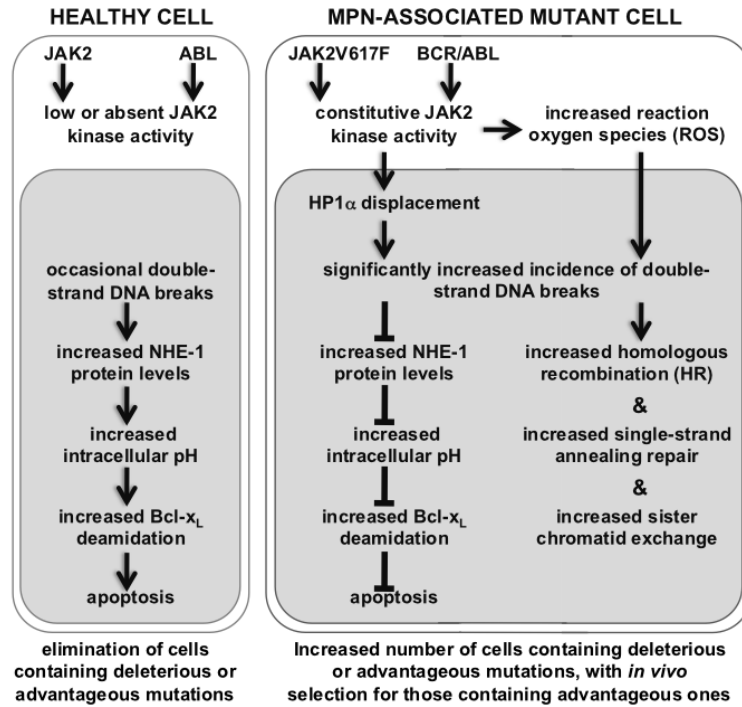 HEALTHY CELL
JAK2
ABL
low or absent JAK2
kinase activity
occasional double-
strand DNA breaks
increased NHE-1
protein levels
increased
intracellular pH
increased Bcl-xL
deamidation
apoptosis
elimination of cells
containing deleterious or
advantageous mutations
MPN-ASSOCIATED MUTANT CELL
JAK2V617F
BCR/ABL
constitutive JAK2
kinase activity
increased reaction
oxygen species (ROS)
HP1α displacement
significantly increased incidence of double-
strand DNA breaks
increased NHE-1
protein levels
increased
intracellular pH
increased Bcl-xL
deamidation
apoptosis
increased homologous
recombination (HR)
&
increased single-strand
annealing repair
&
increased sister
chromatid exchange
Increased number of cells containing deleterious
or advantageous mutations, with in vivo
selection for those containing advantageous ones